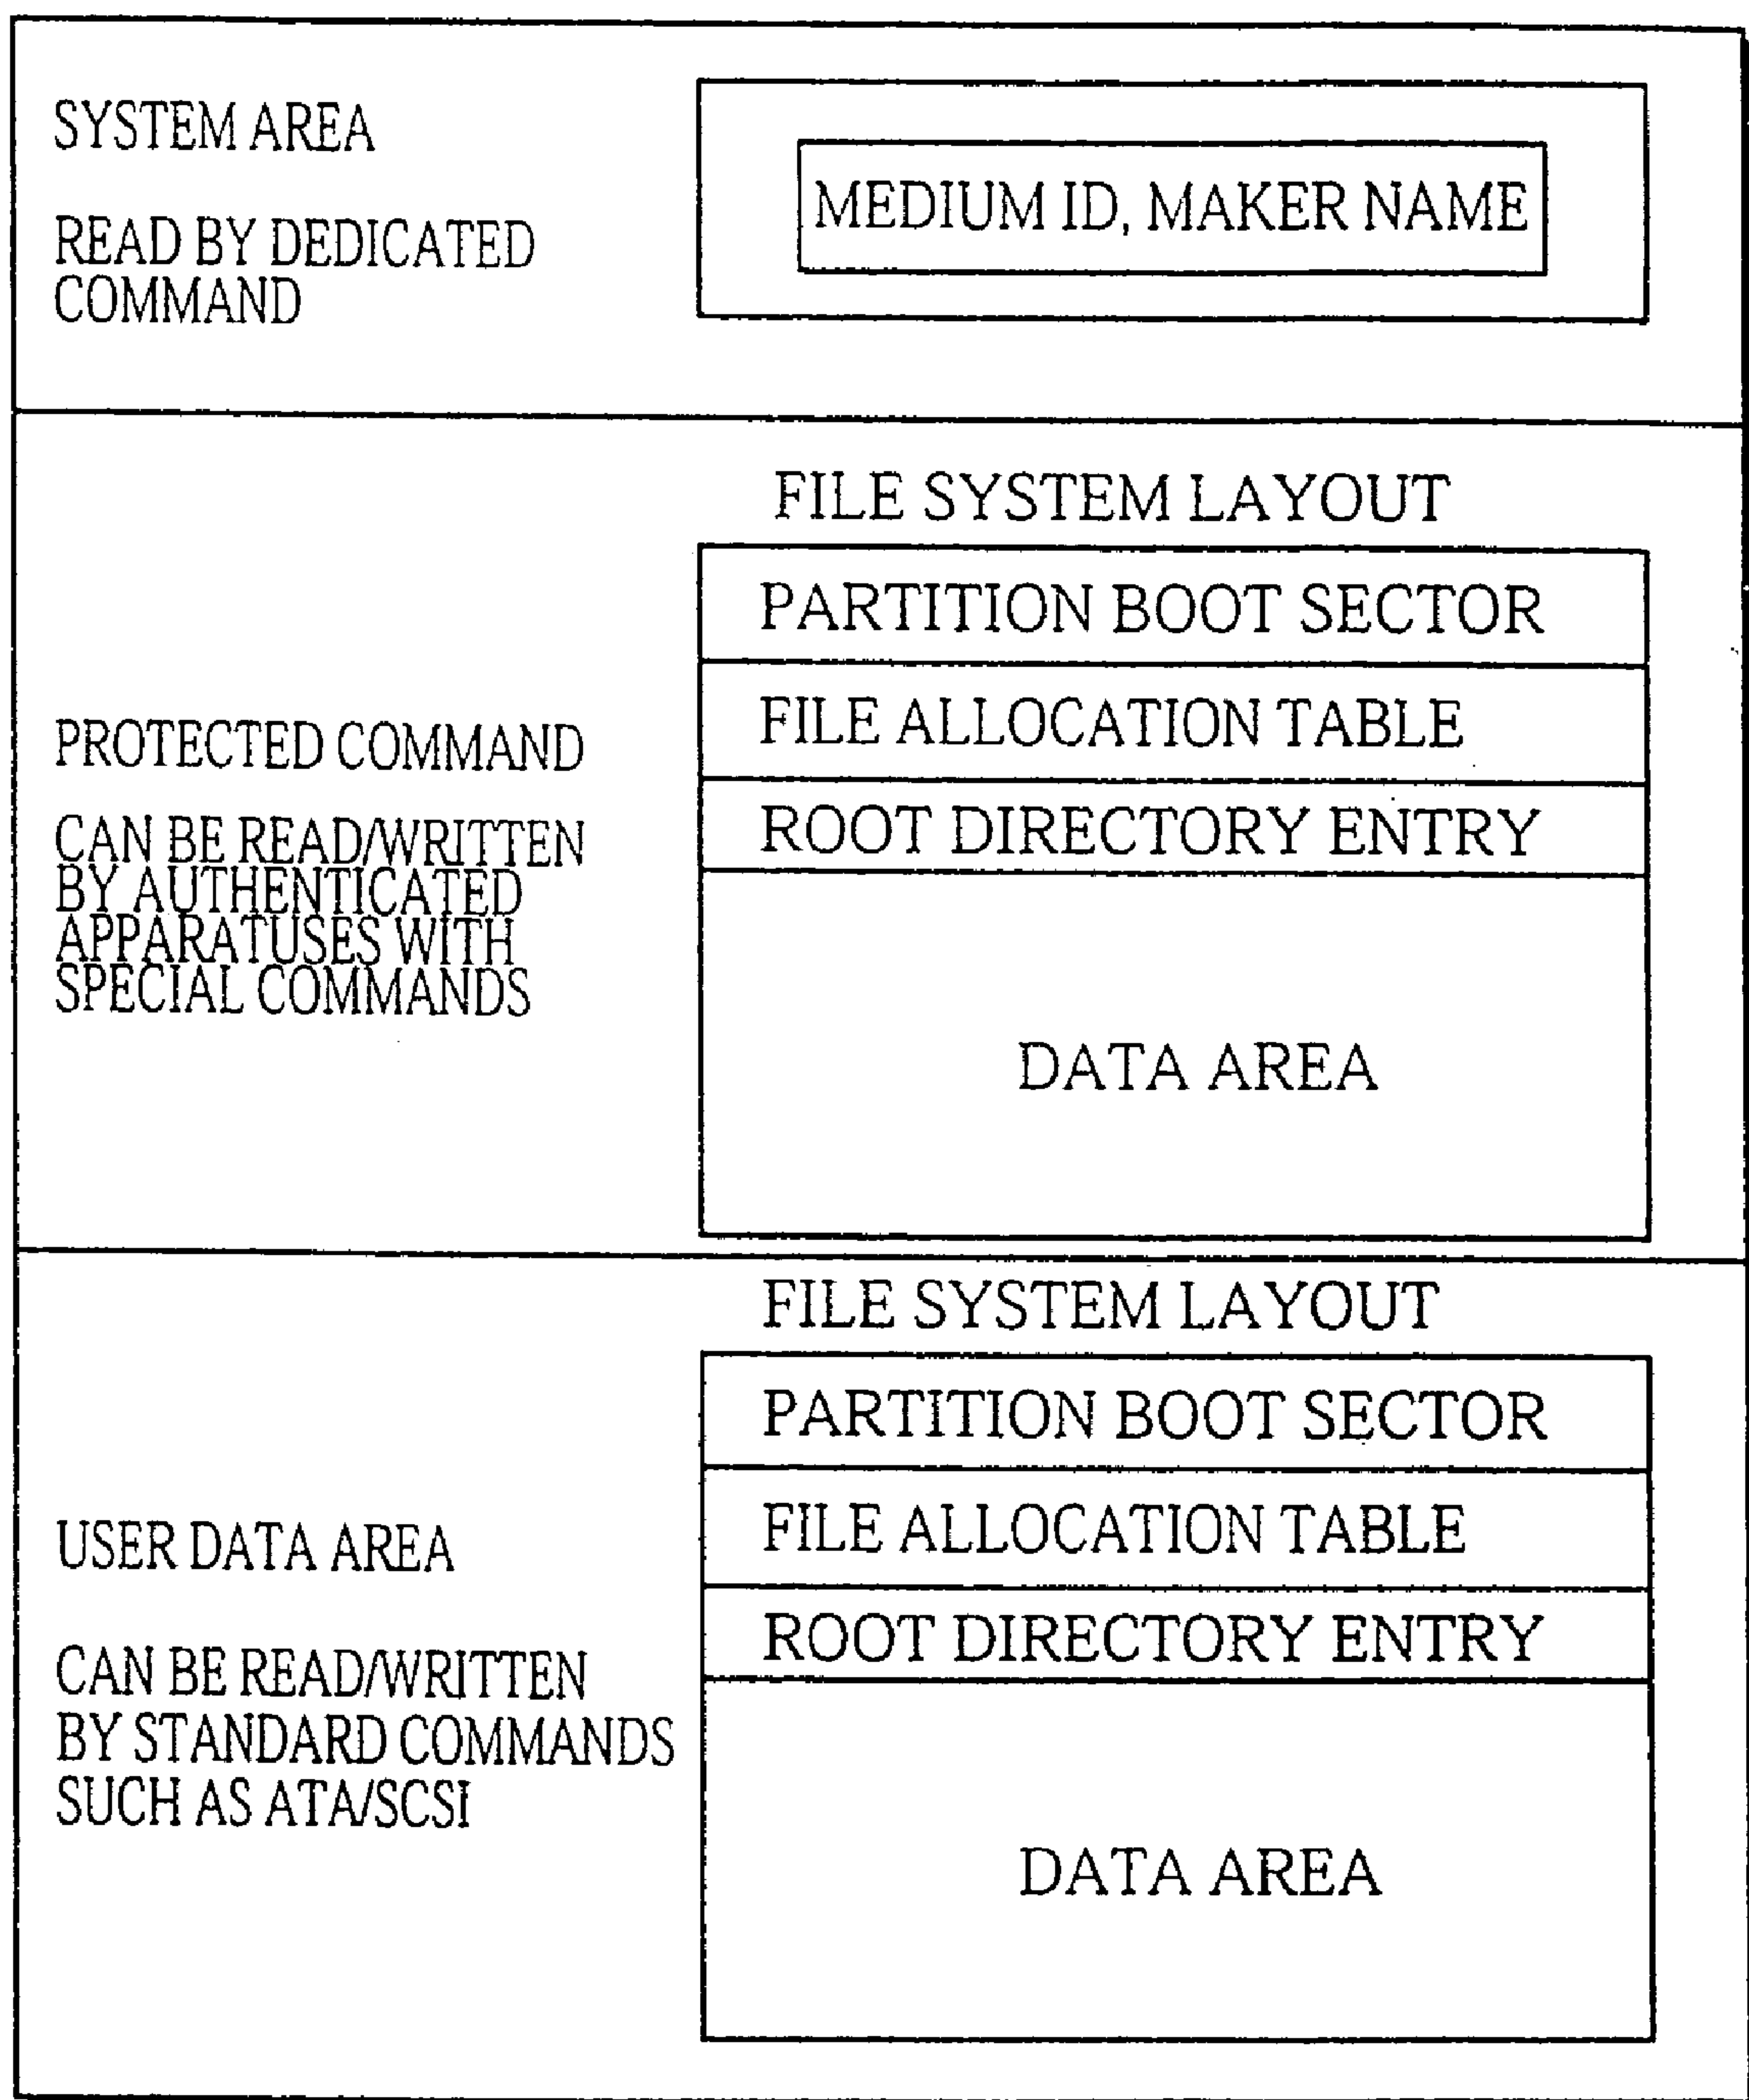 SYSTEM AREA
READ BY DEDICATED
COMMAND
MEDIUM ID, MAKER NAME
PROTECTED COMMAND
CAN BE READ/WRITTEN
BY AUTHENTICATED
APPARATUSES WITH
SPECIAL COMMANDS
FILE SYSTEM LAYOUT
PARTITION BOOT SECTOR
FILE ALLOCATION TABLE
ROOT DIRECTORY ENTRY
DATA AREA
USER DATA AREA
CAN BE READ/WRITTEN
BY STANDARD COMMANDS
SUCH AS ATA/SCSI
FILE SYSTEM LAYOUT
PARTITION BOOT SECTOR
FILE ALLOCATION TABLE
ROOT DIRECTORY ENTRY
DATA AREA